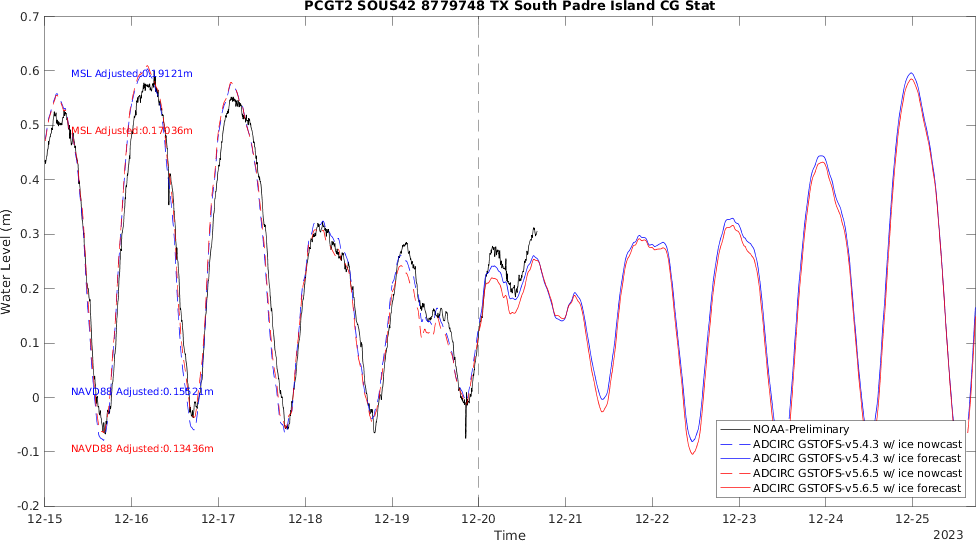 PCGT2 SOUS42 8779748 TX South Padre Island CG Stat
0.7
0.6
0.5
0.4
0.3
0.2
0.1
0
-0.1
-0.2
Water Level (m)
MSL Adjusted:0.19121m
MSL Adjusted:0.17036m
NAVD88 Adjusted:0.15521m
NAVD88 Adjusted:0.13436m
NOAA-Preliminary
ADCIRC GSTOFS-v5.4.3 w/ice nowcast
ADCIRC GSTOFS-v5.4.3 w/ice forecast
ADCIRC GSTOFS-v5.6.5 w/ice nowcast
ADCIRC GSTOFS-v5.6.5 w/ice forecast
12-15 12-16 12-17 12-18 12-19 12-20 12-21 12-22 12-23 12-24 12-25
Time
2023